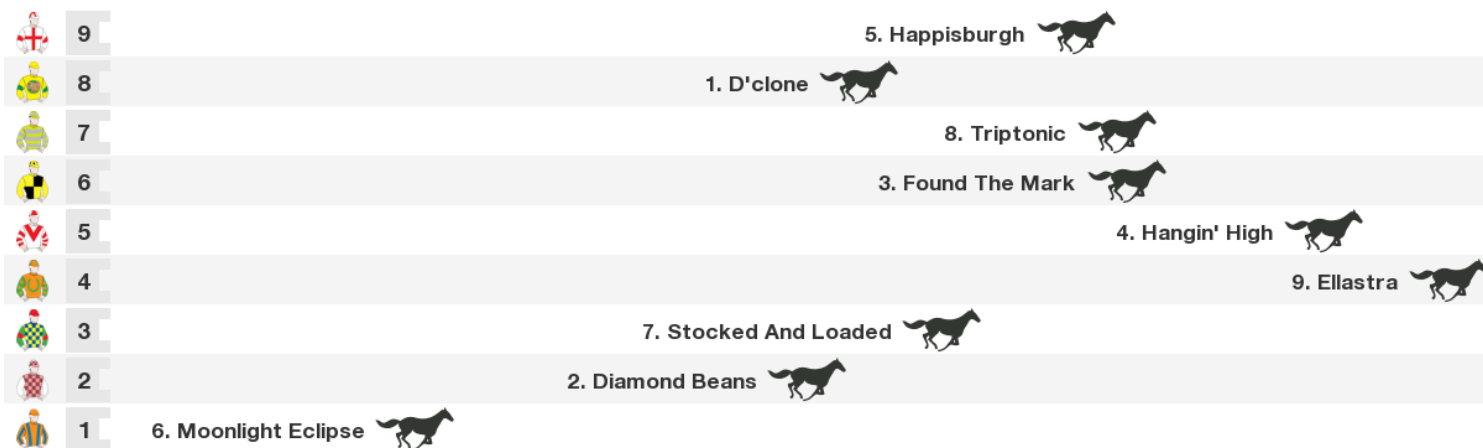 9 5. Happisburgh
8 1. D'clone
7 8. Triptonic
6 3. Found The Mark
5 4. Hangin' High
4 9. Ellastra
3 7. Stocked And Loaded
2 2. Diamond Beans
1 6. Moonlight Eclipse